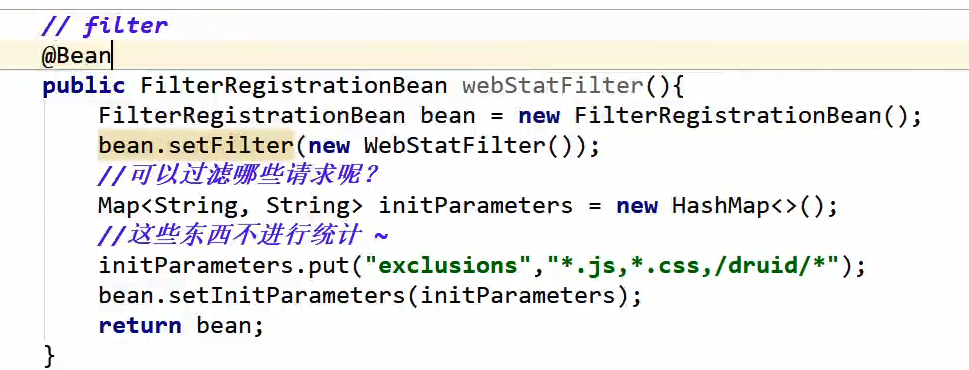 // filter
@Bean
public FilterRegistrationBean webStatFilter(){
FilterRegistrationBean bean = new FilterRegistrationBean();
bean.setFilter(new WebStatFilter());
//可以过滤哪些请求呢?
Map<String, String> initParameters = new HashMap<>();
//这些东西不进行统计 ~
initParameters.put("exclusions","*.js,*.css,/druid/*");
bean.setInitParameters(initParameters);
return bean;
}